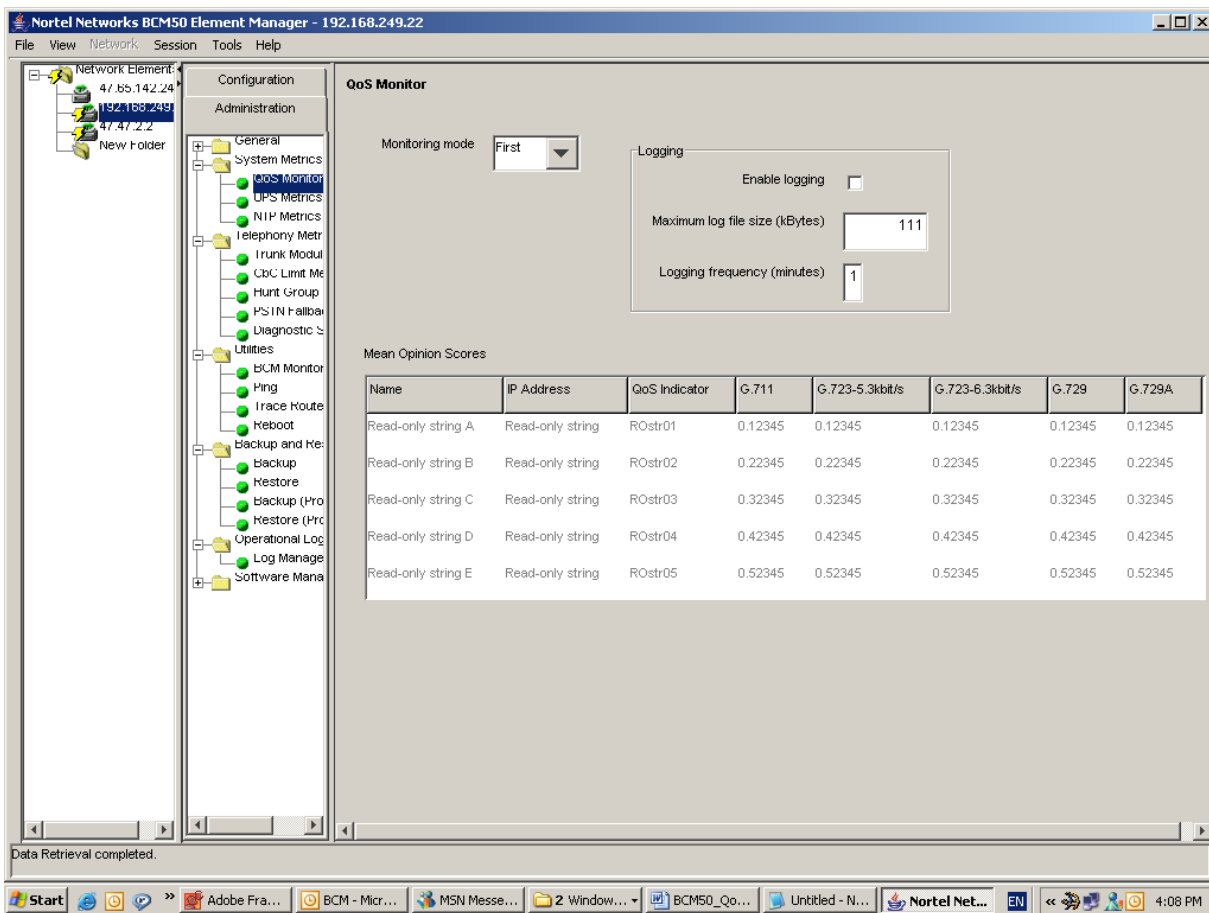 Nortel Networks BCM50 Element Manager - 192.168.249.22
File View Network Session Tools Help
Network Element:
47.65.142.24
192.168.249.
47.47.2.2
New Folder
Configuration
Administration
General
System Metrics
QoS Monitor
UPS Metrics
NTP Metrics
Telephony Metr
Trunk Modul
CbC Limit Me
Hunt Group
PSTN Fallba
Diagnostic S
Utilities
BCM Monitor
Ping
Trace Route
Reboot
Backup and Re
Backup
Restore
Backup (Pro
Restore (Prc
Operational Log
Log Manage
Software Mana
QoS Monitor
Monitoring mode First
Logging
Enable logging
Maximum log file size (kBytes) 111
Logging frequency (minutes) 1
Mean Opinion Scores
Name IP Address QoS Indicator G.711 G.723-5.3kbit/s G.723-6.3kbit/s G.729 G.729A
Read-only string A Read-only string ROstr01 0.12345 0.12345 0.12345 0.12345 0.12345
Read-only string B Read-only string ROstr02 0.22345 0.22345 0.22345 0.22345 0.22345
Read-only string C Read-only string ROstr03 0.32345 0.32345 0.32345 0.32345 0.32345
Read-only string D Read-only string ROstr04 0.42345 0.42345 0.42345 0.42345 0.42345
Read-only string E Read-only string ROstr05 0.52345 0.52345 0.52345 0.52345 0.52345
Data Retrieval completed.
Start » Adobe Fra... BCM - Micr... MSN Messe... 2 Window... BCM50_Qo... Untitled - N... Nortel Net... EN « 4:08 PM